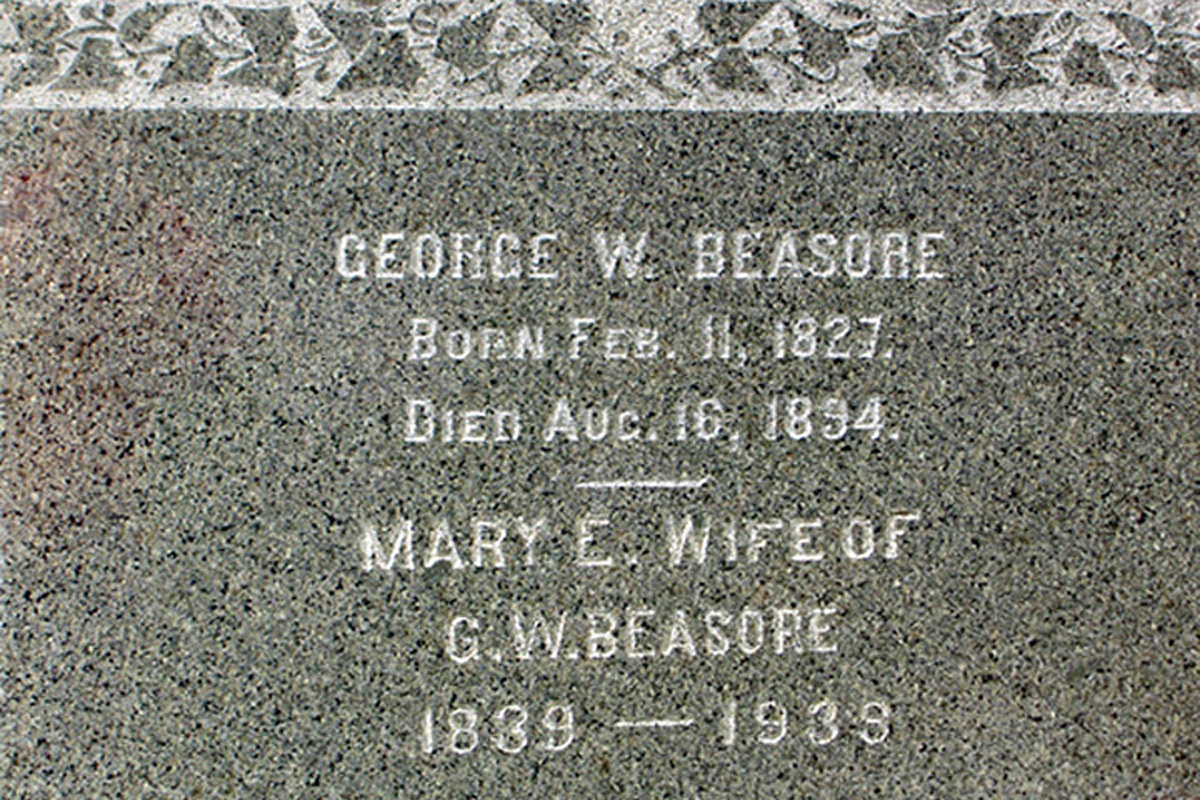 GEORGE W. BEASORE
BORN FEB. 11, 1827.
DIED AUG. 16, 1894.
MARY E. WIFE OF
G.W. BEASORE
1839 — 1938